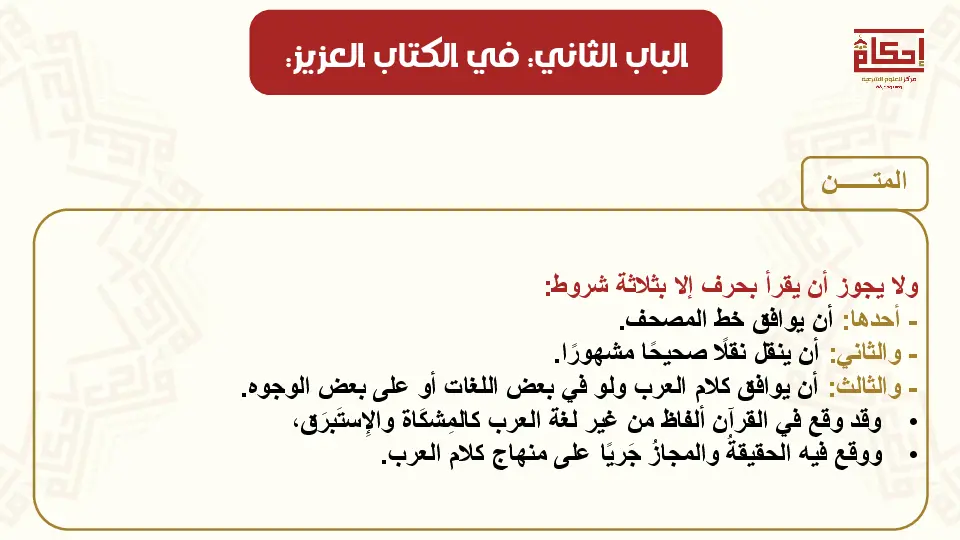 الباب الثاني: في الكتاب العزيز:
إحكام
مركز للعلوم الشرعية
المتـــــــن
ولا يجوز أن يقرأ بحرف إلا بثلاثة شروط:
- أحدها: أن يوافق خط المصحف.
- والثاني: أن ينقل نقلًا صحيحًا مشهورًا.
- والثالث: أن يوافق كلام العرب ولو في بعض اللغات أو على بعض الوجوه.
• وقد وقع في القرآن ألفاظ من غير لغة العرب كالمِشكَاة والإِستَبرَق،
• ووقع فيه الحقيقةُ والمجازُ جَريًا على منهاج كلام العرب.